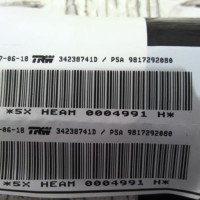 7-06-18 TRW 34238741D / PSA 9817292080
*5X HEAM 0004991 H*
06-18 TRW 34238741D / PSA 9817292080
*5X HEAM 0004991 H*